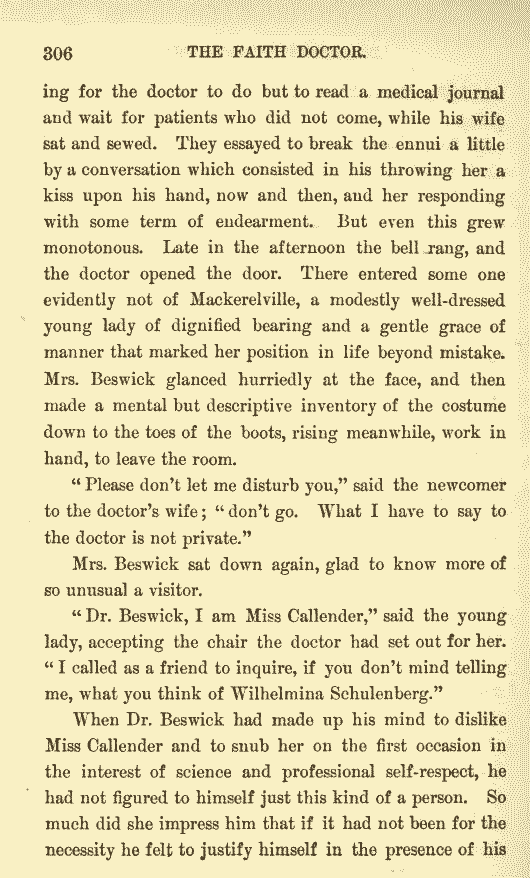 306 THE FAITH DOCTOR.
ing for the doctor to do but to read a medical journal
and wait for patients who did not come, while his wife
sat and sewed. They essayed to break the ennui a little
by a conversation which consisted in his throwing her a
kiss upon his hand, now and then, and her responding
with some term of endearment. But even this grew
monotonous. Late in the afternoon the bell rang, and
the doctor opened the door. There entered some one
evidently not of Mackerelville, a modestly well-dressed
young lady of dignified bearing and a gentle grace of
manner that marked her position in life beyond mistake.
Mrs. Beswick glanced hurriedly at the face, and then
made a mental but descriptive inventory of the costume
down to the toes of the boots, rising meanwhile, work in
hand, to leave the room.
“Please don’t let me disturb you,” said the newcomer
to the doctor’s wife; “don’t go. What I have to say to
the doctor is not private.”
Mrs. Beswick sat down again, glad to know more of
so unusual a visitor.
“Dr. Beswick, I am Miss Callender,” said the young
lady, accepting the chair the doctor had set out for her.
“I called as a friend to inquire, if you don’t mind telling
me, what you think of Wilhelmina Schulenberg.”
When Dr. Beswick had made up his mind to dislike
Miss Callender and to snub her on the first occasion in
the interest of science and professional self-respect, he
had not figured to himself just this kind of a person. So
much did she impress him that if it had not been for the
necessity he felt to justify himself in the presence of his